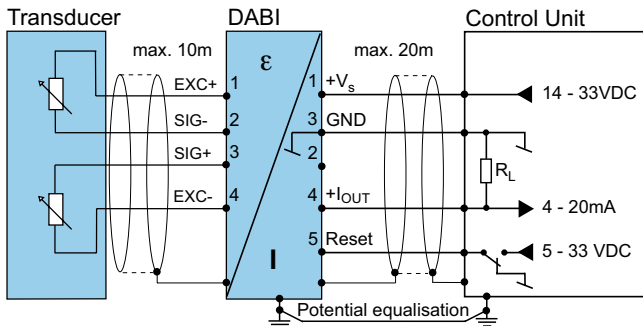 Transducer
DABI
Control Unit
max. 10m
max. 20m
ε
EXC+
1
1
+Vs
14 - 33VDC
SIG-
2
3
GND
SIG+
3
2
RL
EXC-
4
4
+IOUT
4 - 20mA
5
Reset
5 - 33 VDC
I
Potential equalisation